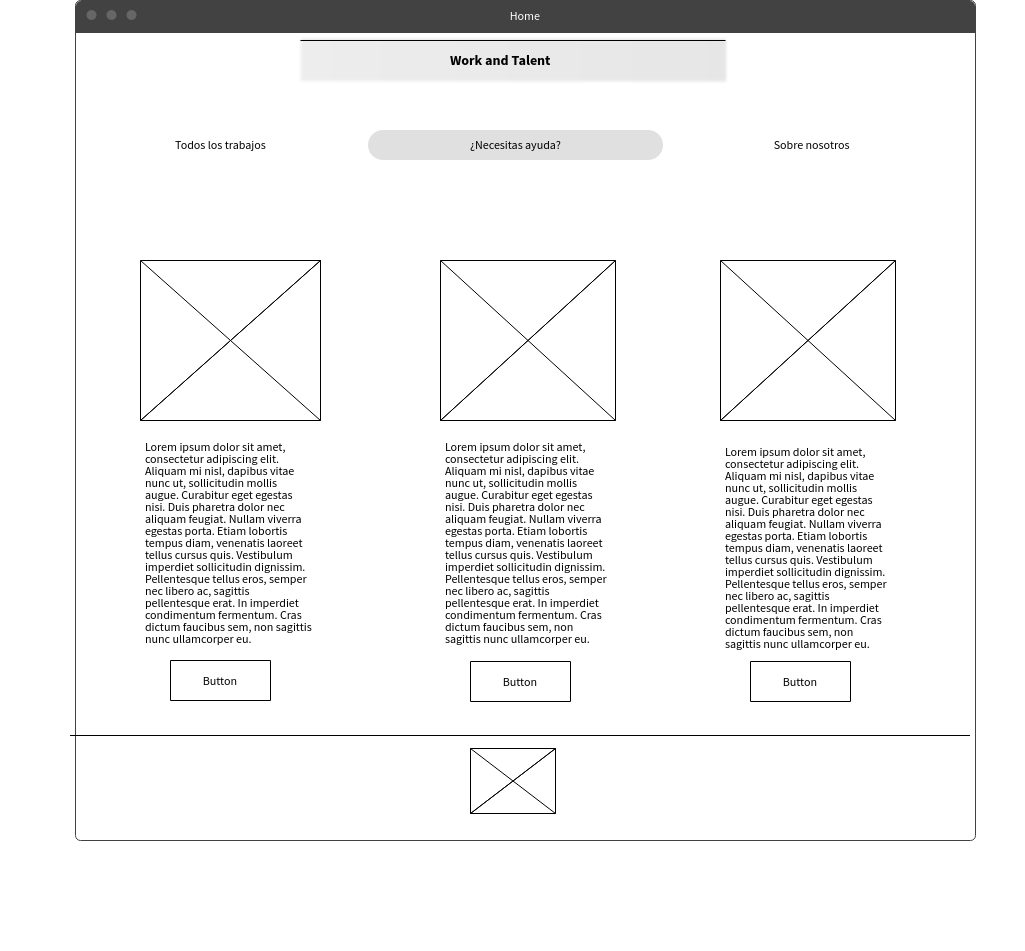 Home
Work and Talent
Todos los trabajos
¿Necesitas ayuda?
Sobre nosotros
Lorem ipsum dolor sit amet,
consectetur adipiscing elit.
Aliquam mi nisl, dapibus vitae
nunc ut, sollicitudin mollis
augue. Curabitur eget egestas
nisi. Duis pharetra dolor nec
aliquam feugiat. Nullam viverra
egestas porta. Etiam lobortis
tempus diam, venenatis laoreet
tellus cursus quis. Vestibulum
imperdiet sollicitudin dignissim.
Pellentesque tellus eros, semper
nec libero ac, sagittis
pellentesque erat. In imperdiet
condimentum fermentum. Cras
dictum faucibus sem, non sagittis
nunc ullamcorper eu.
Button
Lorem ipsum dolor sit amet,
consectetur adipiscing elit.
Aliquam mi nisl, dapibus vitae
nunc ut, sollicitudin mollis
augue. Curabitur eget egestas
nisi. Duis pharetra dolor nec
aliquam feugiat. Nullam viverra
egestas porta. Etiam lobortis
tempus diam, venenatis laoreet
tellus cursus quis. Vestibulum
imperdiet sollicitudin dignissim.
Pellentesque tellus eros, semper
nec libero ac, sagittis
pellentesque erat. In imperdiet
condimentum fermentum. Cras
dictum faucibus sem, non
sagittis nunc ullamcorper eu.
Button
Lorem ipsum dolor sit amet,
consectetur adipiscing elit.
Aliquam mi nisl, dapibus vitae
nunc ut, sollicitudin mollis
augue. Curabitur eget egestas
nisi. Duis pharetra dolor nec
aliquam feugiat. Nullam viverra
egestas porta. Etiam lobortis
tempus diam, venenatis laoreet
tellus cursus quis. Vestibulum
imperdiet sollicitudin dignissim.
Pellentesque tellus eros, semper
nec libero ac, sagittis
pellentesque erat. In imperdiet
condimentum fermentum. Cras
dictum faucibus sem, non
sagittis nunc ullamcorper eu.
Button